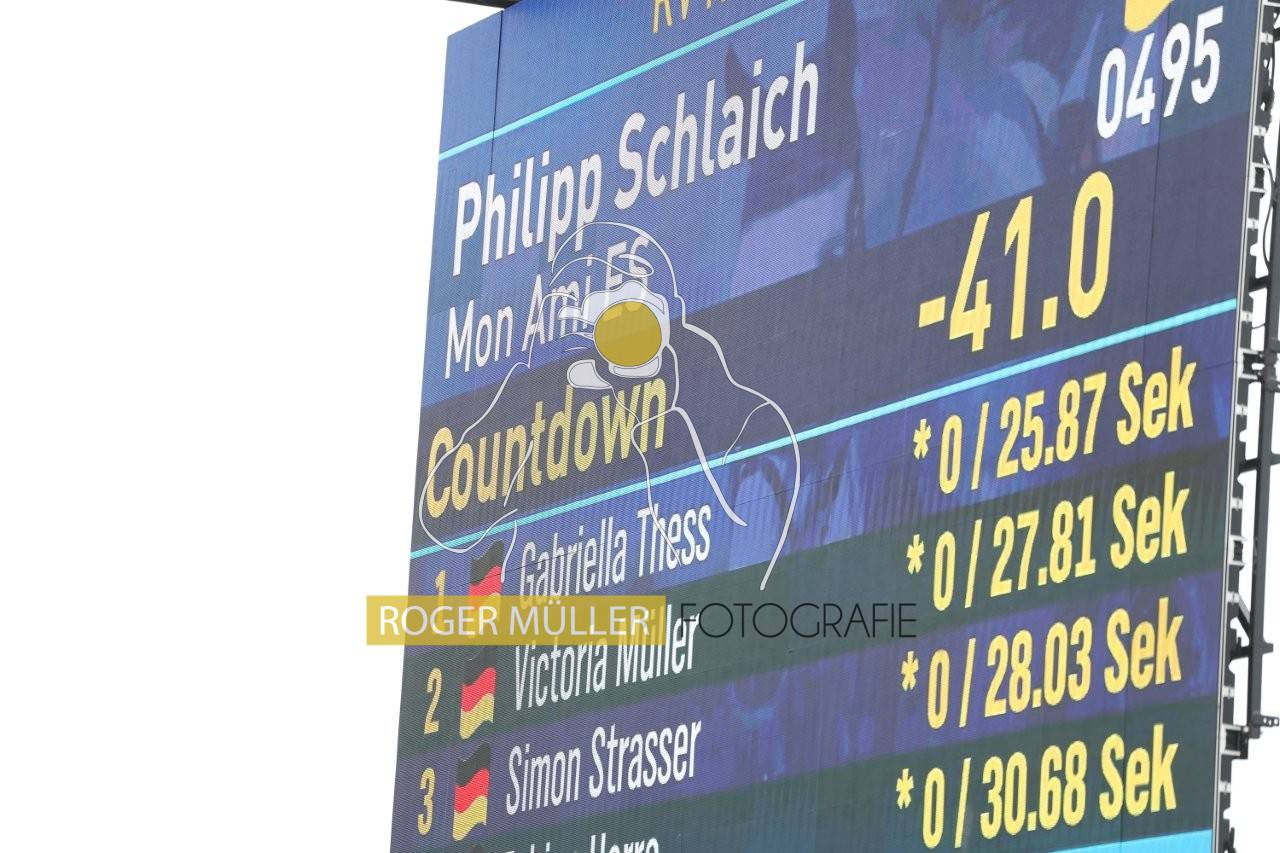 0495
Philipp Schlaich
Mon Ami FS
-41.0
Countdown
1 Gabriella Thess * 0 / 25.87 Sek
ROGER MÜLLER FOTOGRAFIE
2 Victoria Müller * 0 / 27.81 Sek
3 Simon Strasser * 0 / 28.03 Sek
* 0 / 30.68 Sek